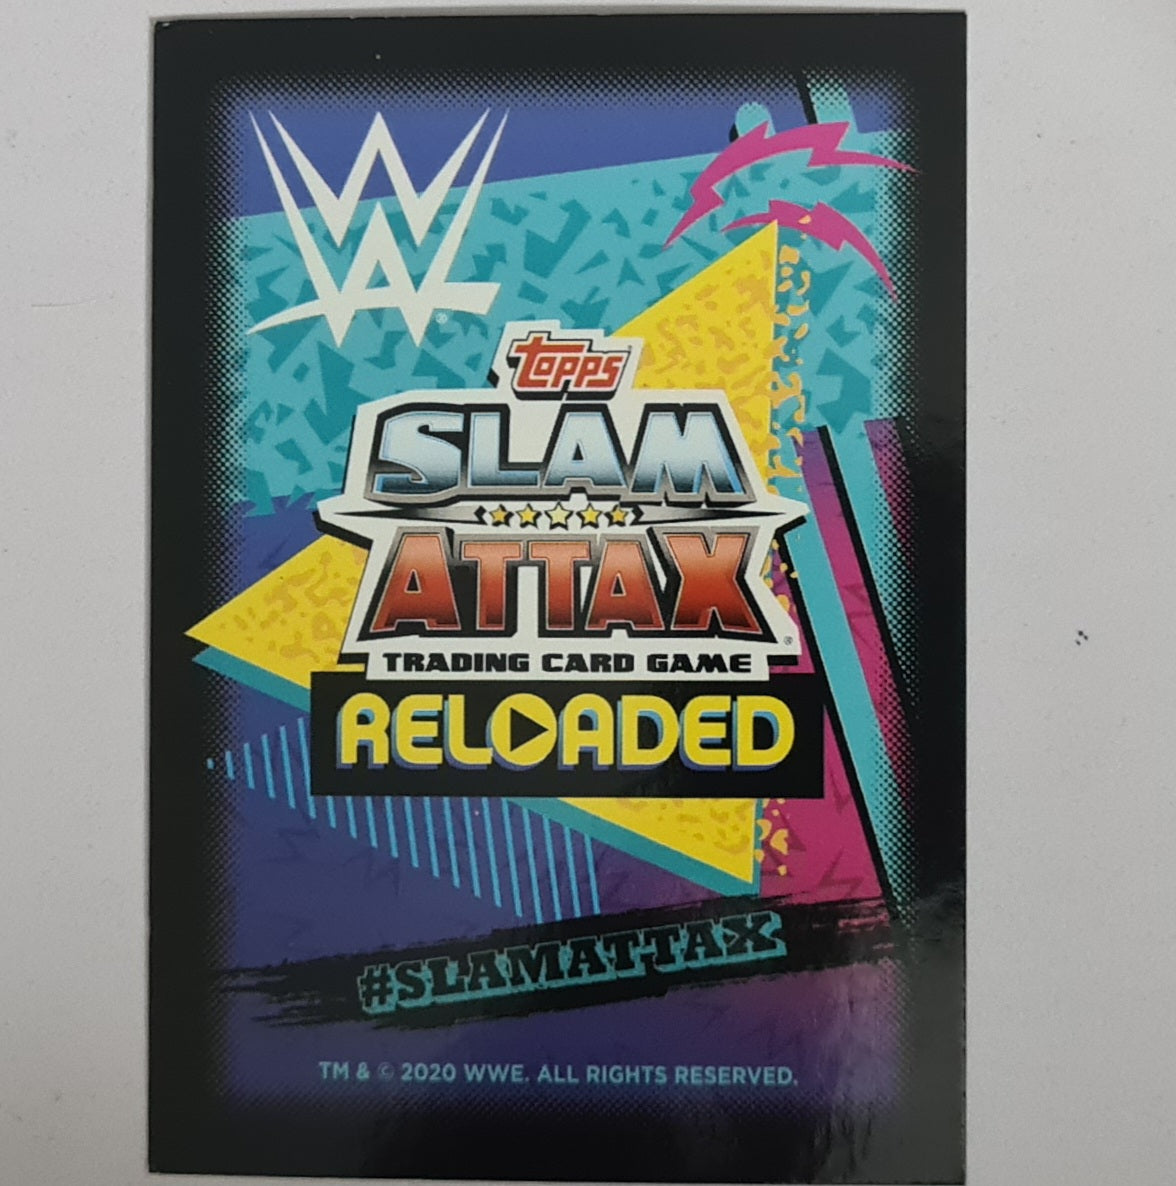 W
®
TOPPS
SLAM
ATTAX®
TRADING CARD GAME
RELOADED
#SLAMATTAX
TM & © 2020 WWE. ALL RIGHTS RESERVED.